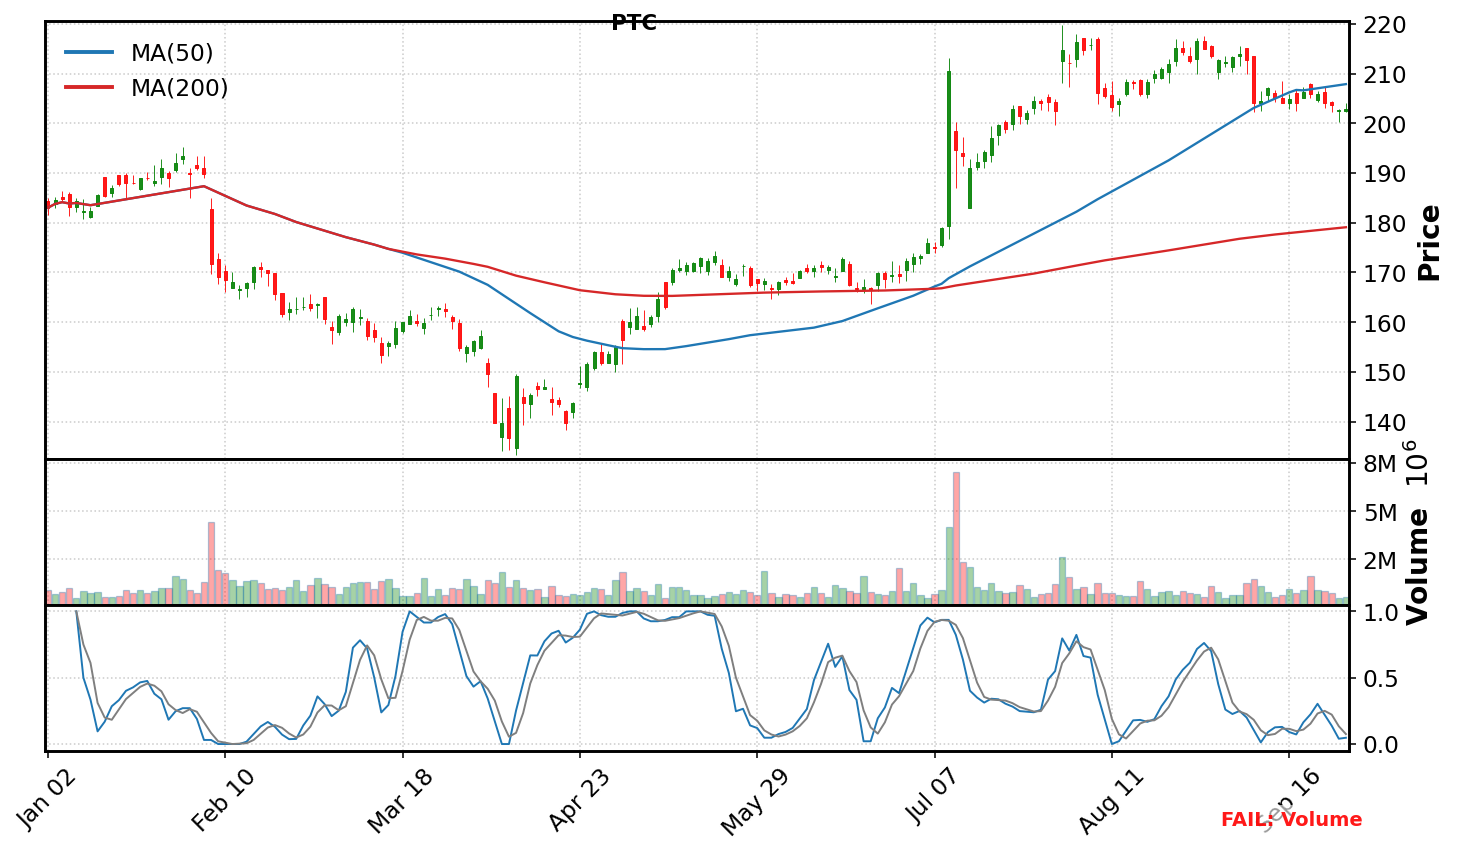 PTC
MA(50)
MA(200)
220
210
200
190
180
170
160
150
140
Price
8M
5M
2M
Volume 10^6
1.0
0.5
0.0
Jan 02
Feb 10
Mar 18
Apr 23
May 29
Jul 07
Aug 11
Sep 16
FAIL: Volume